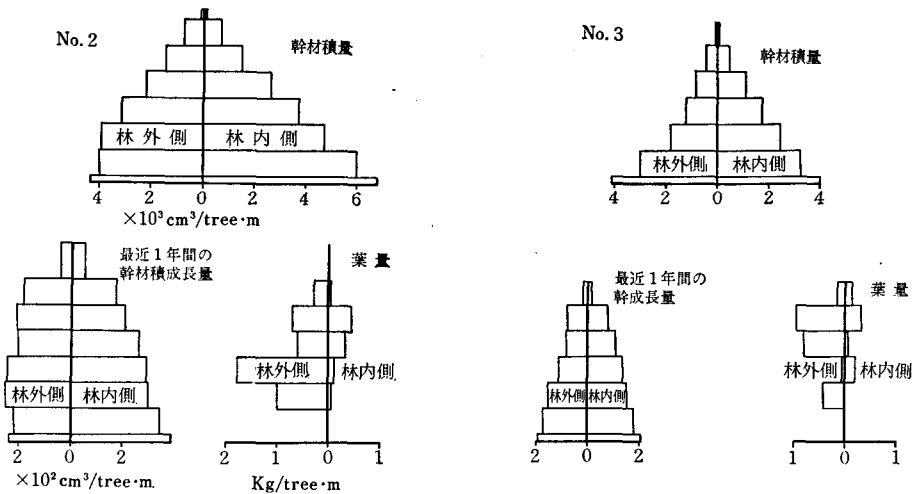 No.2
幹材積量
林外側 林内側
4 2 0 2 4 6
×10³cm³/tree·m
No.3
幹材積量
林外側 林内側
4 2 0 2 4
最近1年間の
幹材積成長量
林外側 林内側
2 0 2
×10²cm³/tree·m.
葉量
林外側 林内側
2 1 0 1
Kg/tree·m
最近1年間の
幹成長量
林外側 林内側
2 0 2
葉量
林外側 林内側
1 0 1